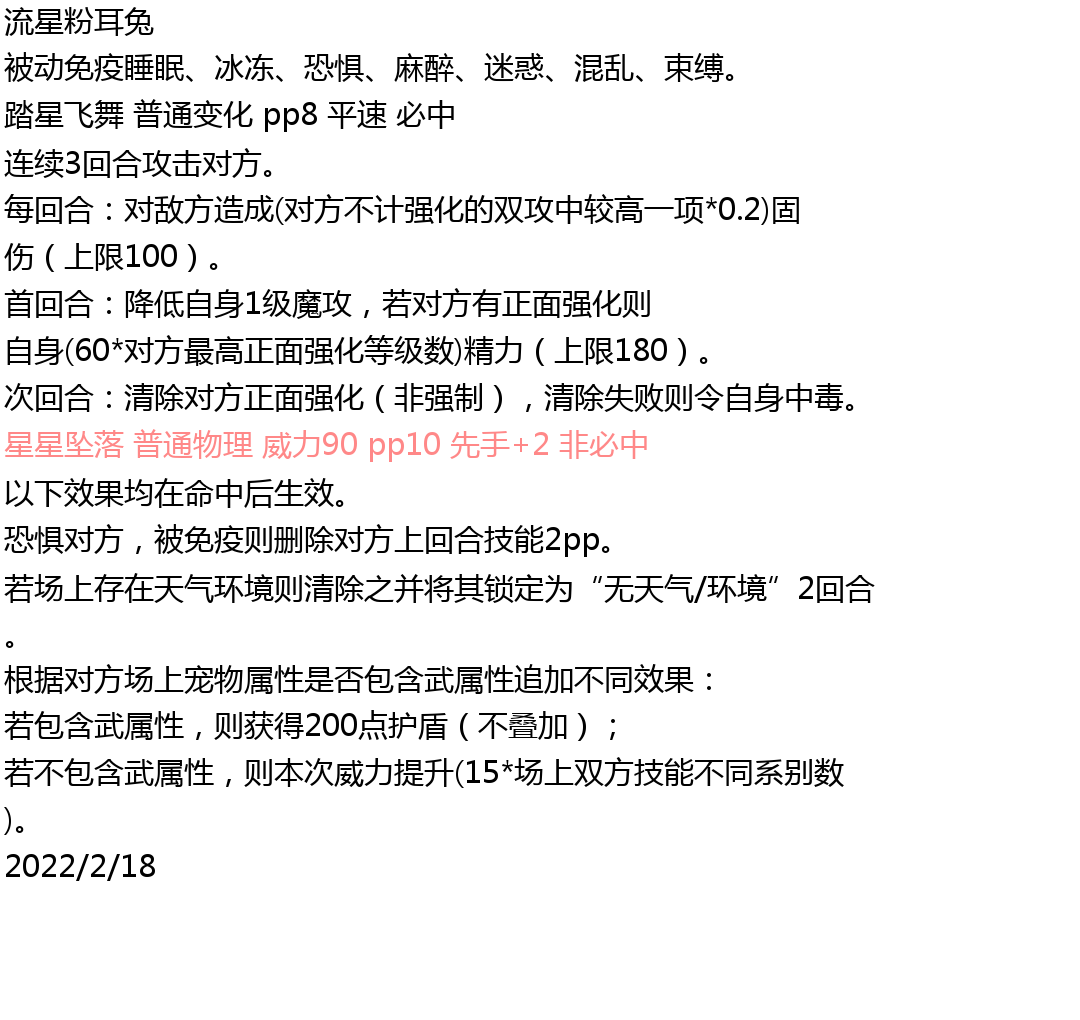 流星粉耳兔
被动免疫睡眠、冰冻、恐惧、麻醉、迷惑、混乱、束缚。
踏星飞舞 普通变化 pp8 平速 必中
连续3回合攻击对方。
每回合：对敌方造成(对方不计强化的双攻中较高一项*0.2)固
伤（上限100）。
首回合：降低自身1级魔攻，若对方有正面强化则
自身(60*对方最高正面强化等级数)精力（上限180）。
次回合：清除对方正面强化（非强制），清除失败则令自身中毒。
星星坠落 普通物理 威力90 pp10 先手+2 非必中
以下效果均在命中后生效。
恐惧对方，被免疫则删除对方上回合技能2pp。
若场上存在天气环境则清除之并将其锁定为“无天气/环境”2回合
。
根据对方场上宠物属性是否包含武属性追加不同效果：
若包含武属性，则获得200点护盾（不叠加）；
若不包含武属性，则本次威力提升(15*场上双方技能不同系别数
)。
2022/2/18